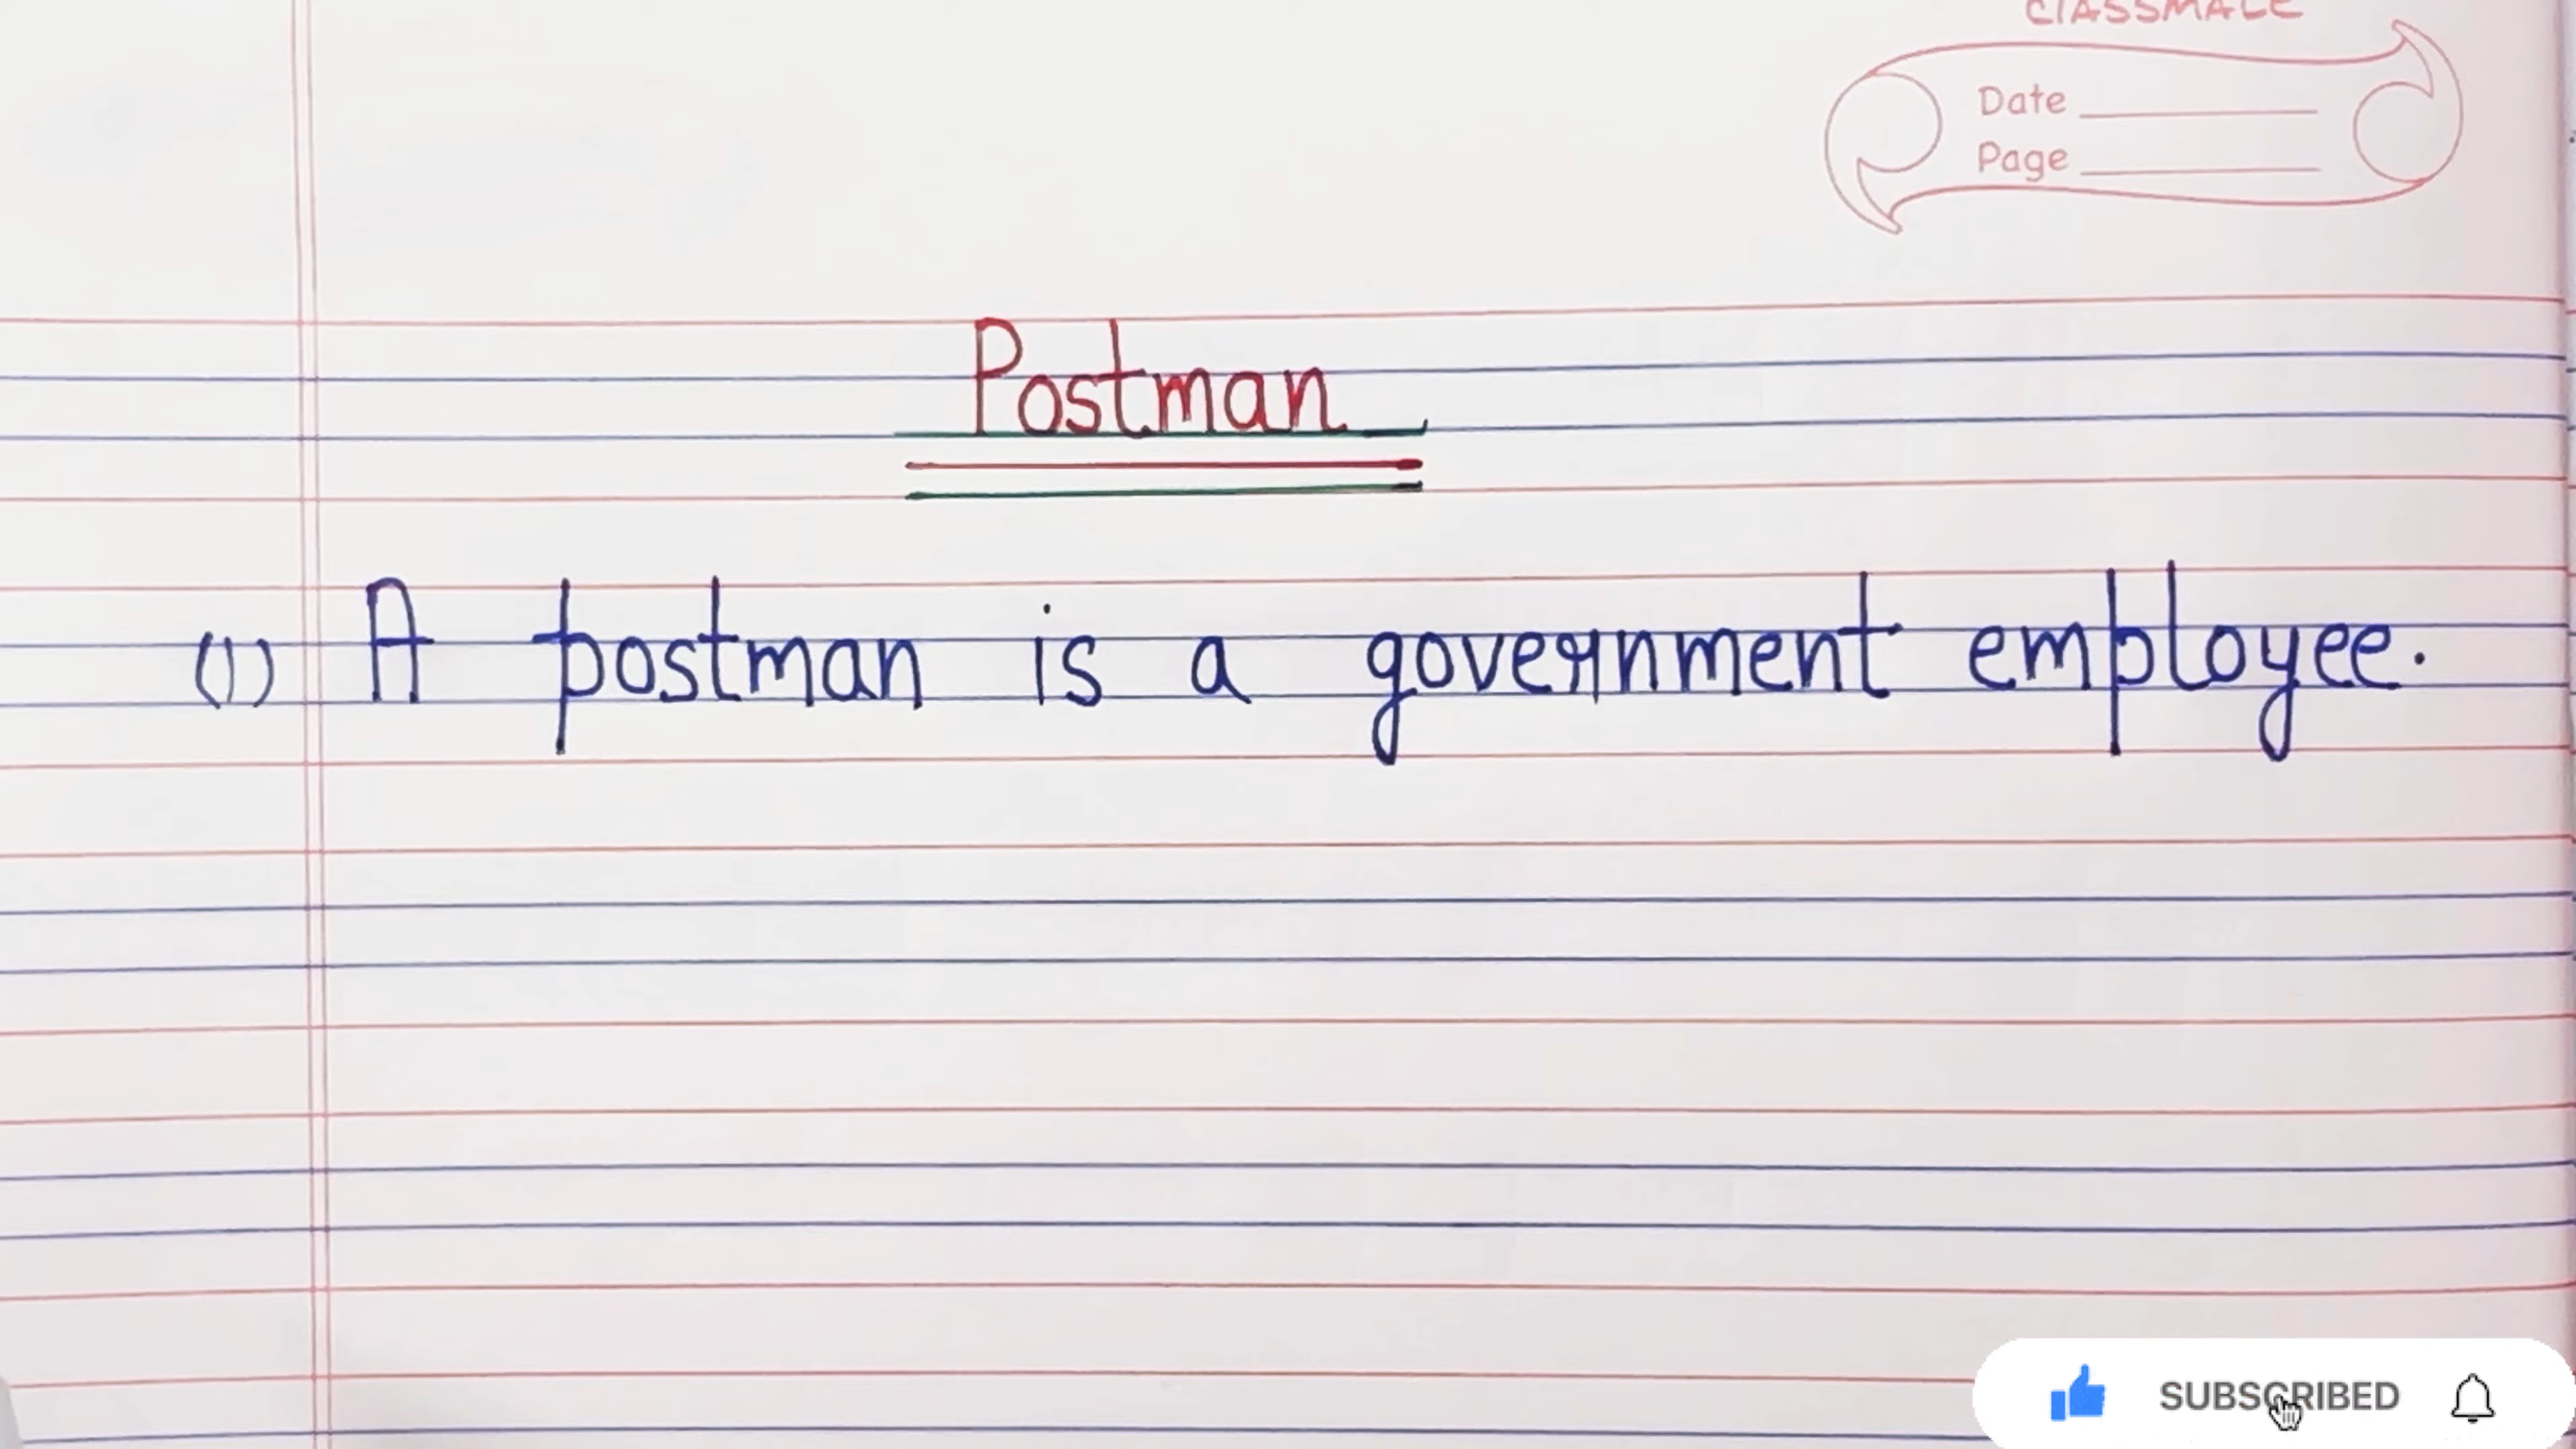 classmate
Date
Page
Postman
(1) A postman is a government employee.
SUBSCRIBED